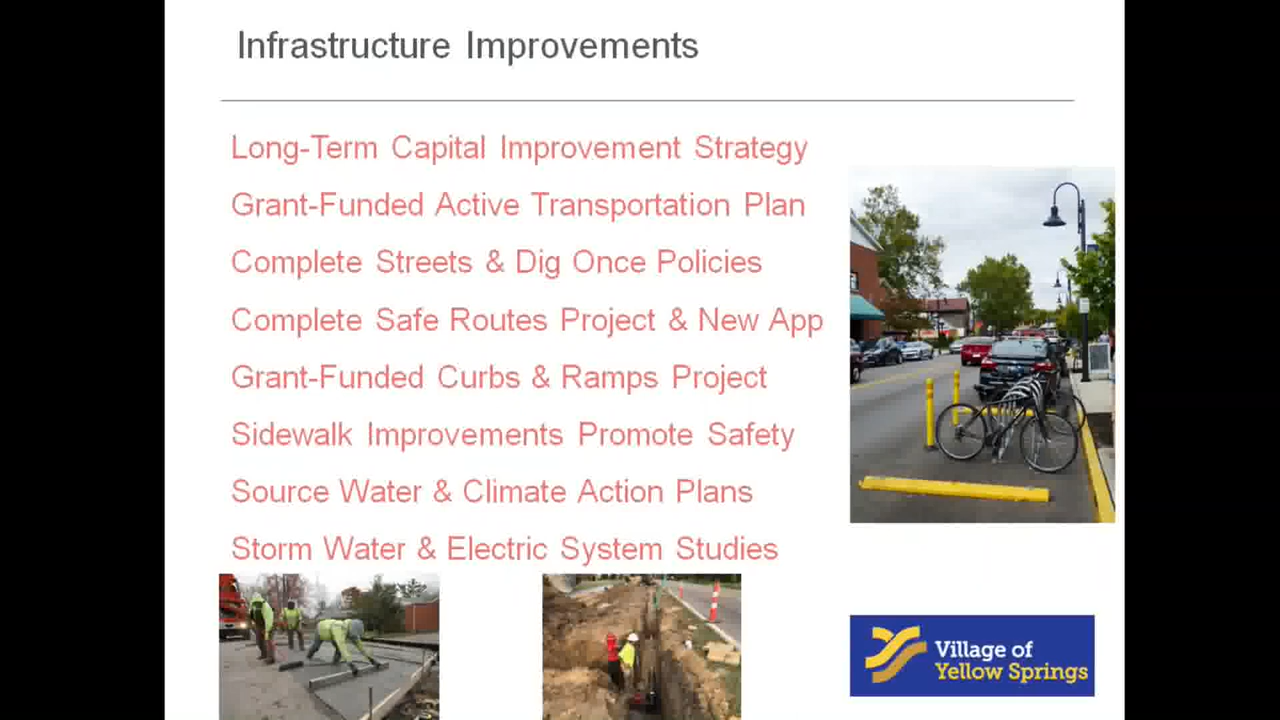 Infrastructure Improvements
Long-Term Capital Improvement Strategy
Grant-Funded Active Transportation Plan
Complete Streets & Dig Once Policies
Complete Safe Routes Project & New App
Grant-Funded Curbs & Ramps Project
Sidewalk Improvements Promote Safety
Source Water & Climate Action Plans
Storm Water & Electric System Studies
Village of
Yellow Springs